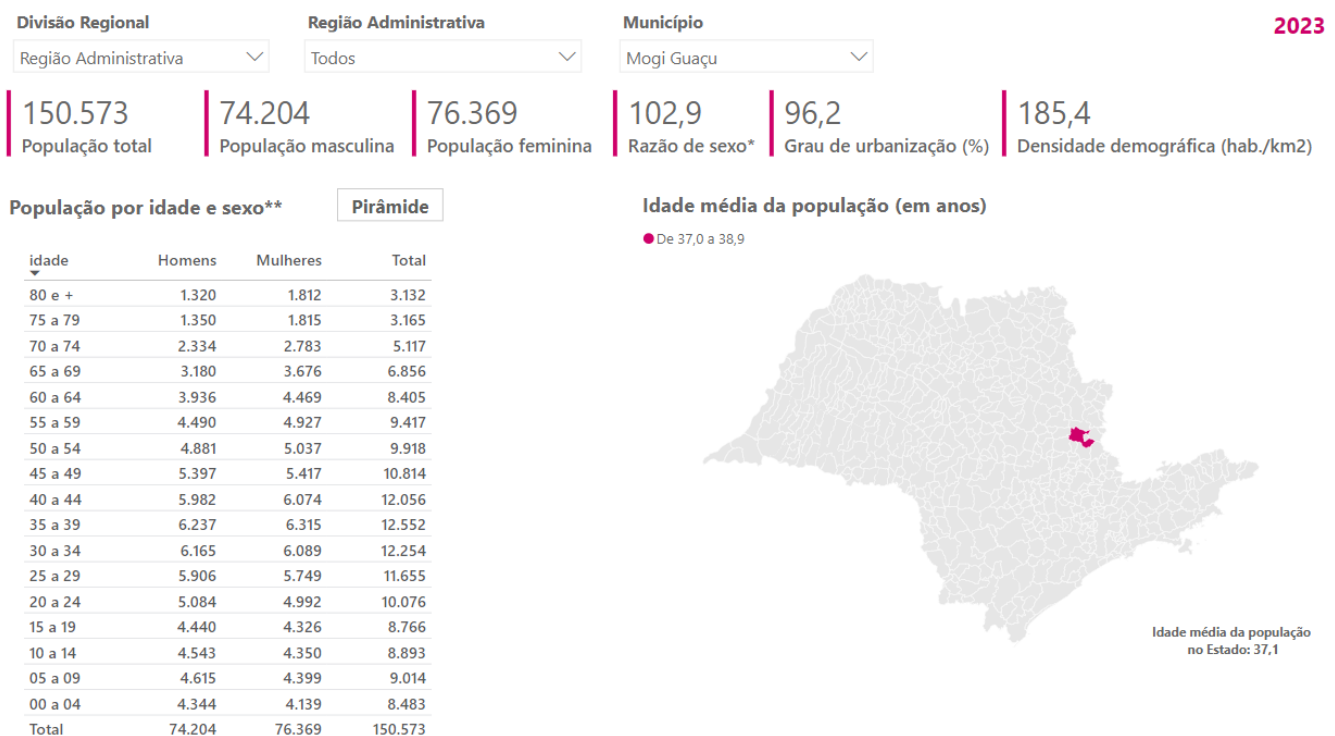 Divisão Regional Região Administrativa Município 2023
Região Administrativa Todos Mogi Guaçu
150.573 74.204 76.369 102,9 96,2 185,4
População total População masculina População feminina Razão de sexo* Grau de urbanização (%) Densidade demográfica (hab./km2)
População por idade e sexo** Pirâmide
idade Homens Mulheres Total
80 e + 1.320 1.812 3.132
75 a 79 1.350 1.815 3.165
70 a 74 2.334 2.783 5.117
65 a 69 3.180 3.676 6.856
60 a 64 3.936 4.469 8.405
55 a 59 4.490 4.927 9.417
50 a 54 4.881 5.037 9.918
45 a 49 5.397 5.417 10.814
40 a 44 5.982 6.074 12.056
35 a 39 6.237 6.315 12.552
30 a 34 6.165 6.089 12.254
25 a 29 5.906 5.749 11.655
20 a 24 5.084 4.992 10.076
15 a 19 4.440 4.326 8.766
10 a 14 4.543 4.350 8.893
05 a 09 4.615 4.399 9.014
00 a 04 4.344 4.139 8.483
Total 74.204 76.369 150.573
Idade média da população (em anos)
De 37,0 a 38,9
Idade média da população
no Estado: 37,1